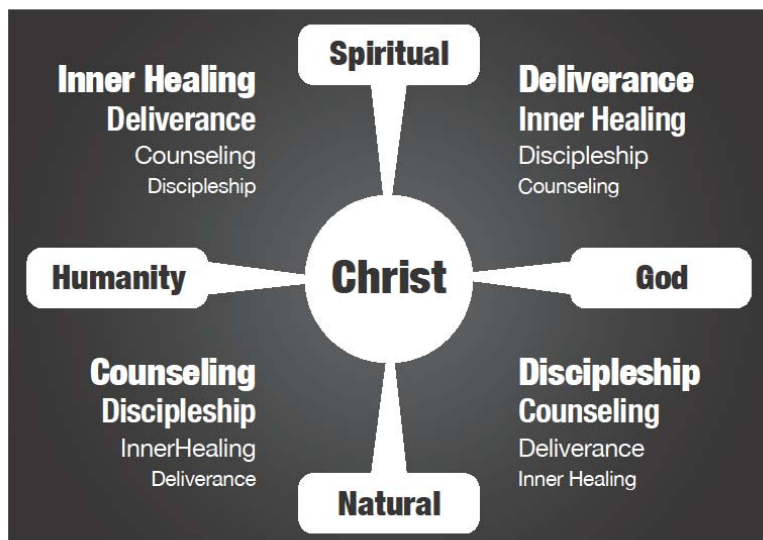 Spiritual
Inner Healing
Deliverance
Counseling
Discipleship
Deliverance
Inner Healing
Discipleship
Counseling
Humanity
Christ
God
Counseling
Discipleship
InnerHealing
Deliverance
Discipleship
Counseling
Deliverance
Inner Healing
Natural